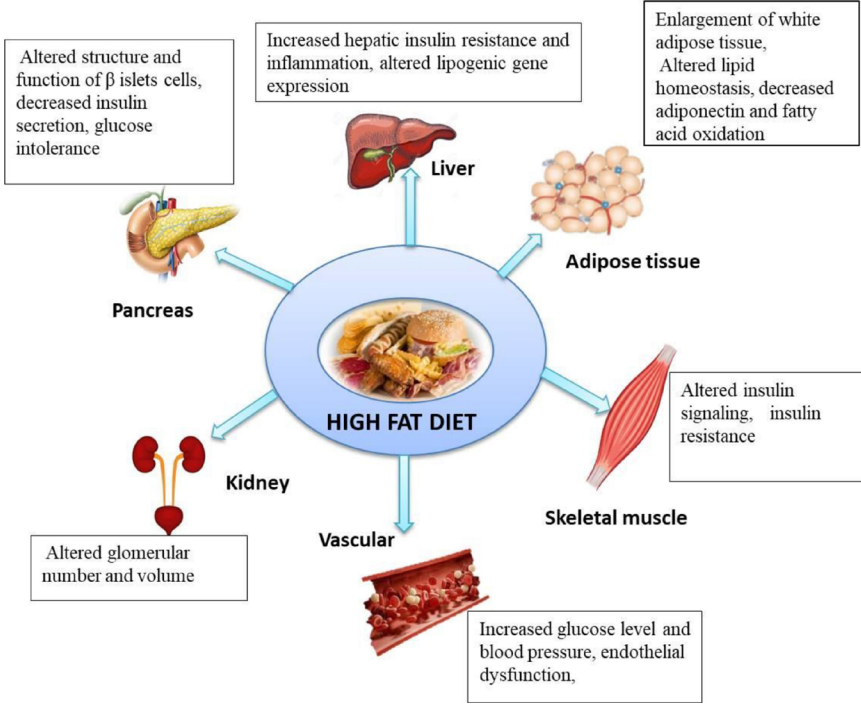 Altered structure and
function of β islets cells,
decreased insulin
secretion, glucose
intolerance
Increased hepatic insulin resistance and
inflammation, altered lipogenic gene
expression
Enlargement of white
adipose tissue,
Altered lipid
homeostasis, decreased
adiponectin and fatty
acid oxidation
Liver
Adipose tissue
Pancreas
HIGH FAT DIET
Altered insulin
signaling, insulin
resistance
Skeletal muscle
Kidney
Altered glomerular
number and volume
Vascular
Increased glucose level and
blood pressure, endothelial
dysfunction,